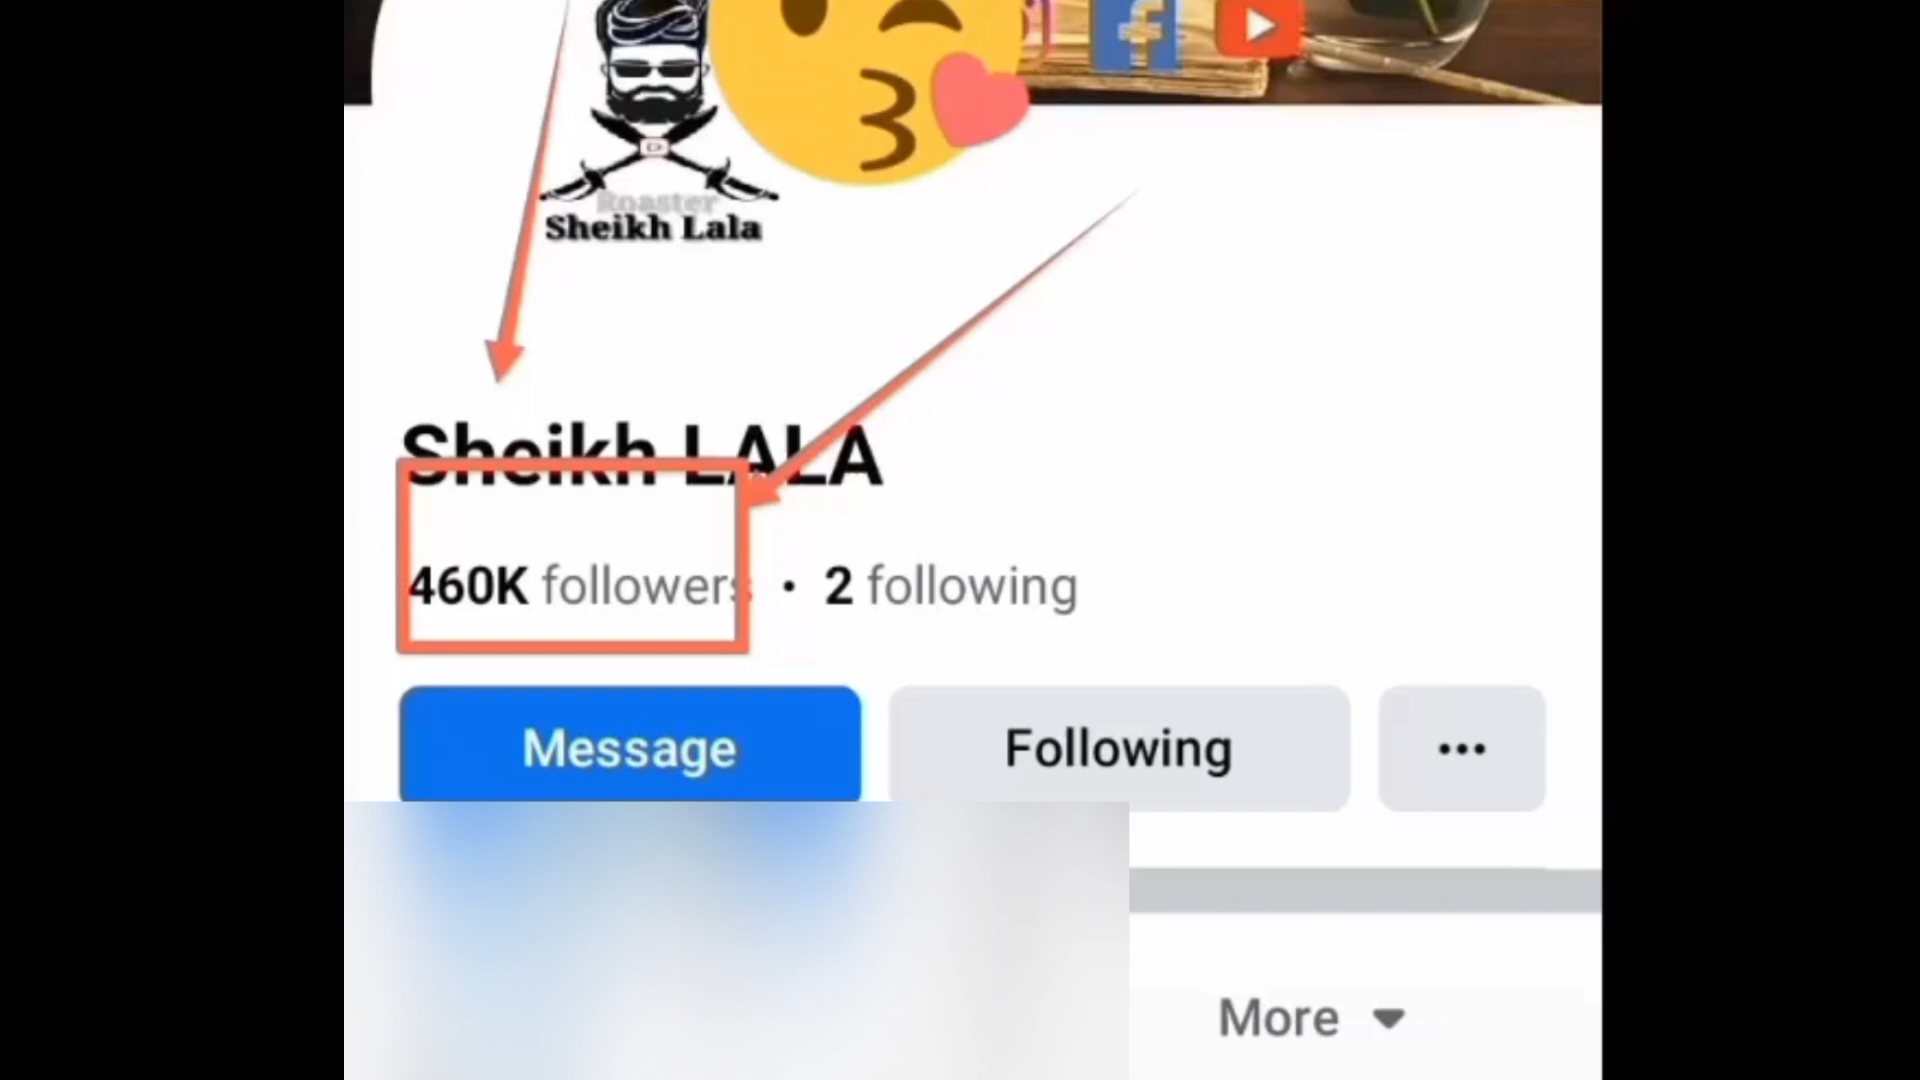 Roaster
Sheikh Lala
Sheikh LALA
460K followers • 2 following
Message
Following
More